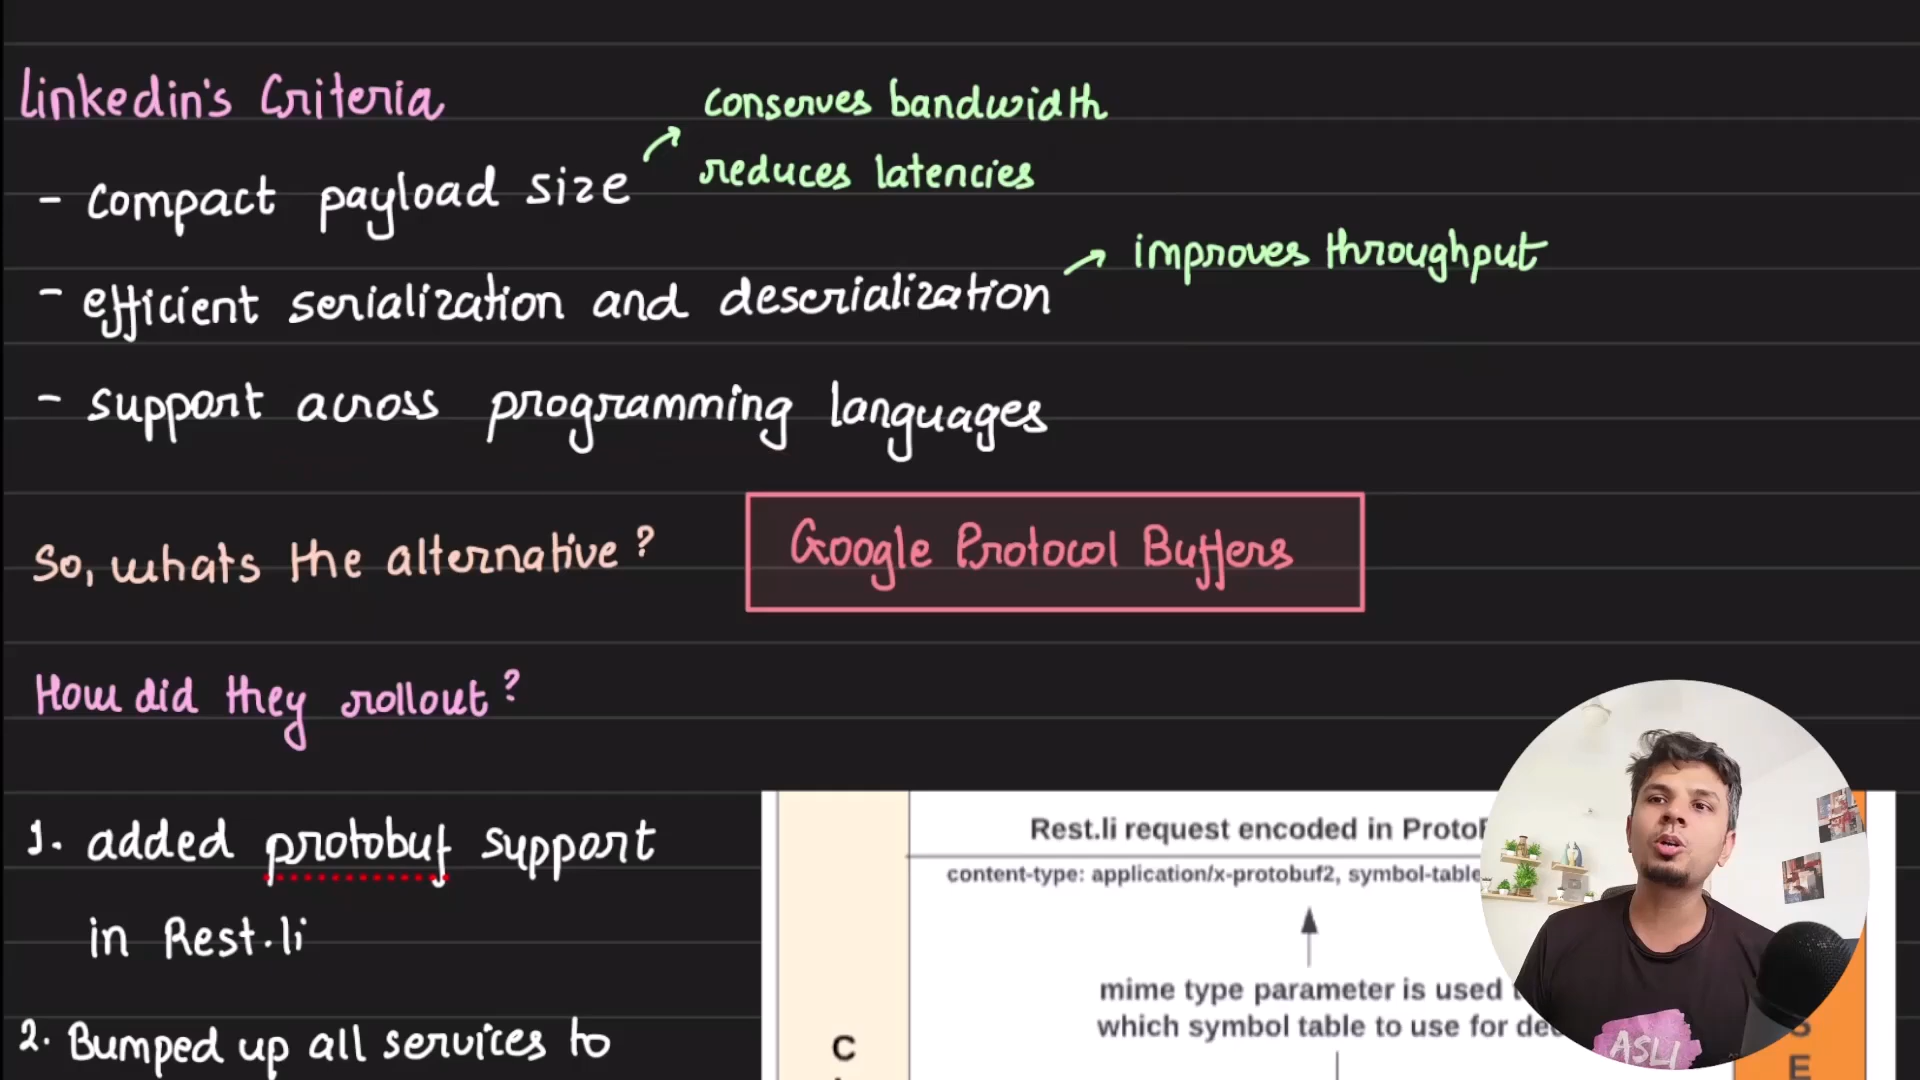 Linkedin's Criteria
- compact payload size
conserves bandwidth
reduces latencies
- efficient serialization and deserialization
improves throughput
- support across programming languages
So, whats the alternative?
Google Protocol Buffers
How did they rollout?
1. added protobuf support
in Rest.li
2. Bumped up all services to
Rest.li request encoded in Proto
content-type: application/x-protobuf2, symbol-table
mime type parameter is used
which symbol table to use for
C
E
ASLI